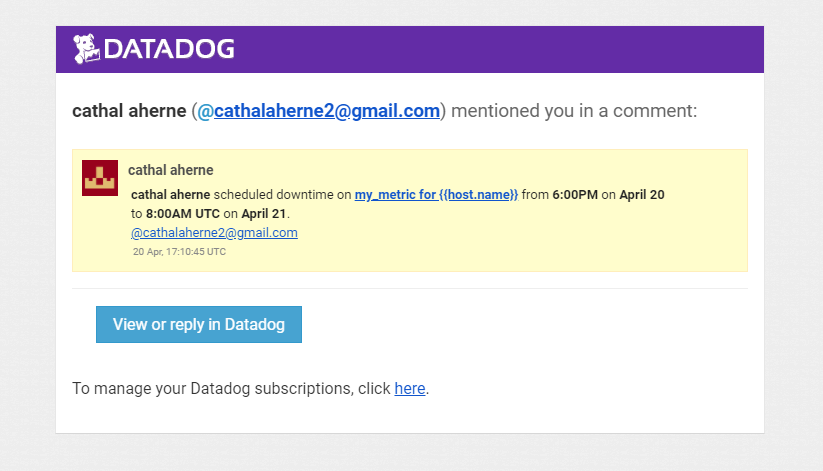 DATADOG
cathal aherne (@cathalaherne2@gmail.com) mentioned you in a comment:
cathal aherne
cathal aherne scheduled downtime on my_metric for {{host.name}} from 6:00PM on April 20
to 8:00AM UTC on April 21.
@cathalaherne2@gmail.com
20 Apr, 17:10:45 UTC
View or reply in Datadog
To manage your Datadog subscriptions, click here.